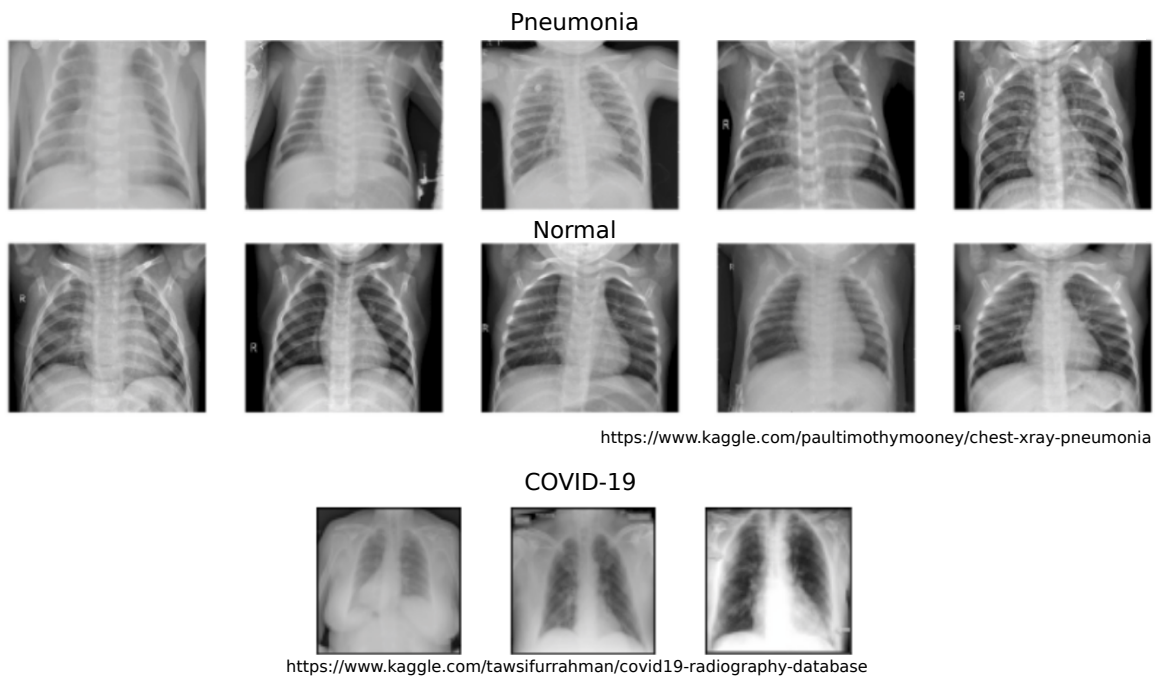 Pneumonia
R
R
Normal
R
R
R
R
R
https://www.kaggle.com/paultimothymooney/chest-xray-pneumonia
COVID-19
https://www.kaggle.com/tawsifurrahman/covid19-radiography-database